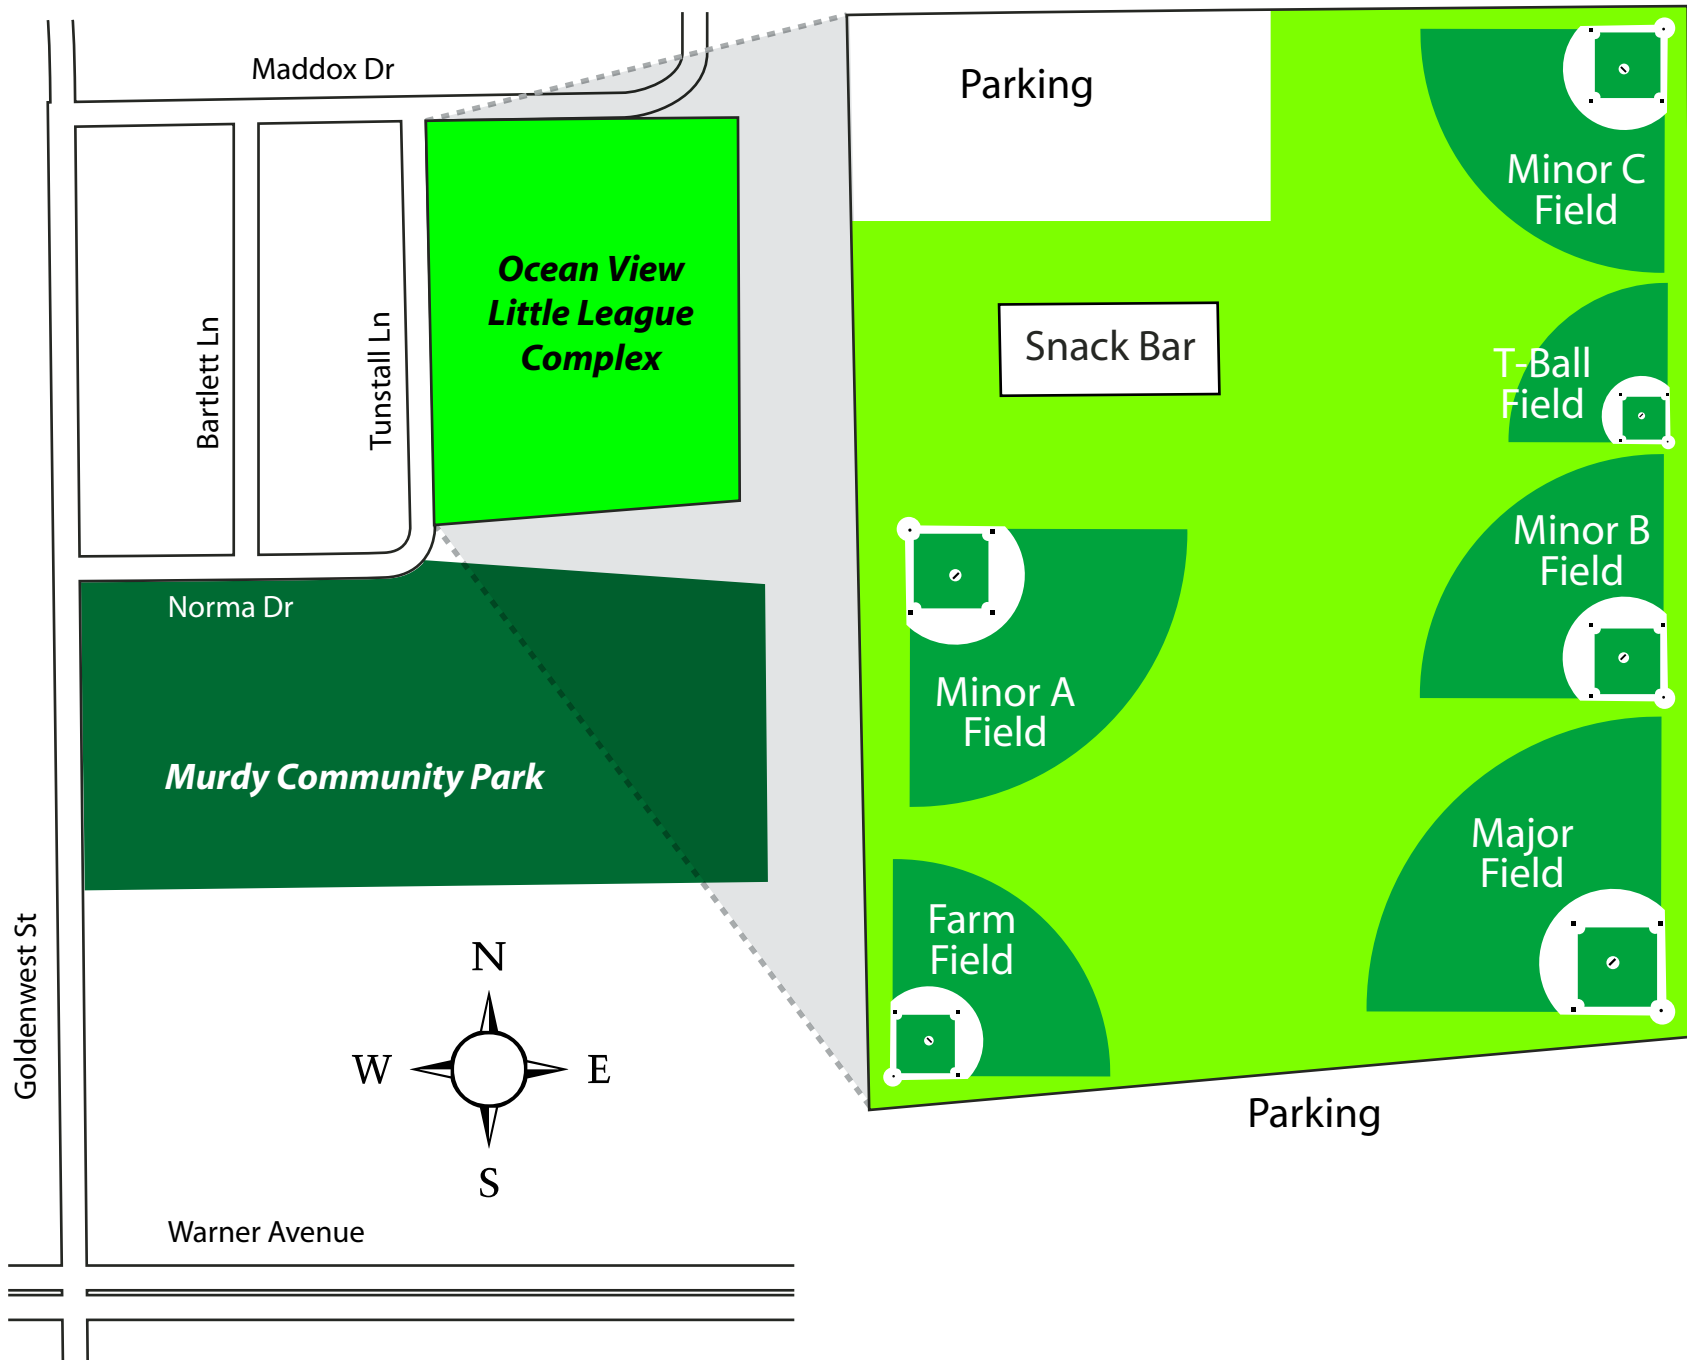 Maddox Dr
Bartlett Ln
Tunstall Ln
Ocean View
Little League
Complex
Norma Dr
Murdy Community Park
Goldenwest St
N
W
E
S
Warner Avenue
Parking
Minor C
Field
Snack Bar
T-Ball
Field
Minor B
Field
Minor A
Field
Major
Field
Farm
Field
Parking